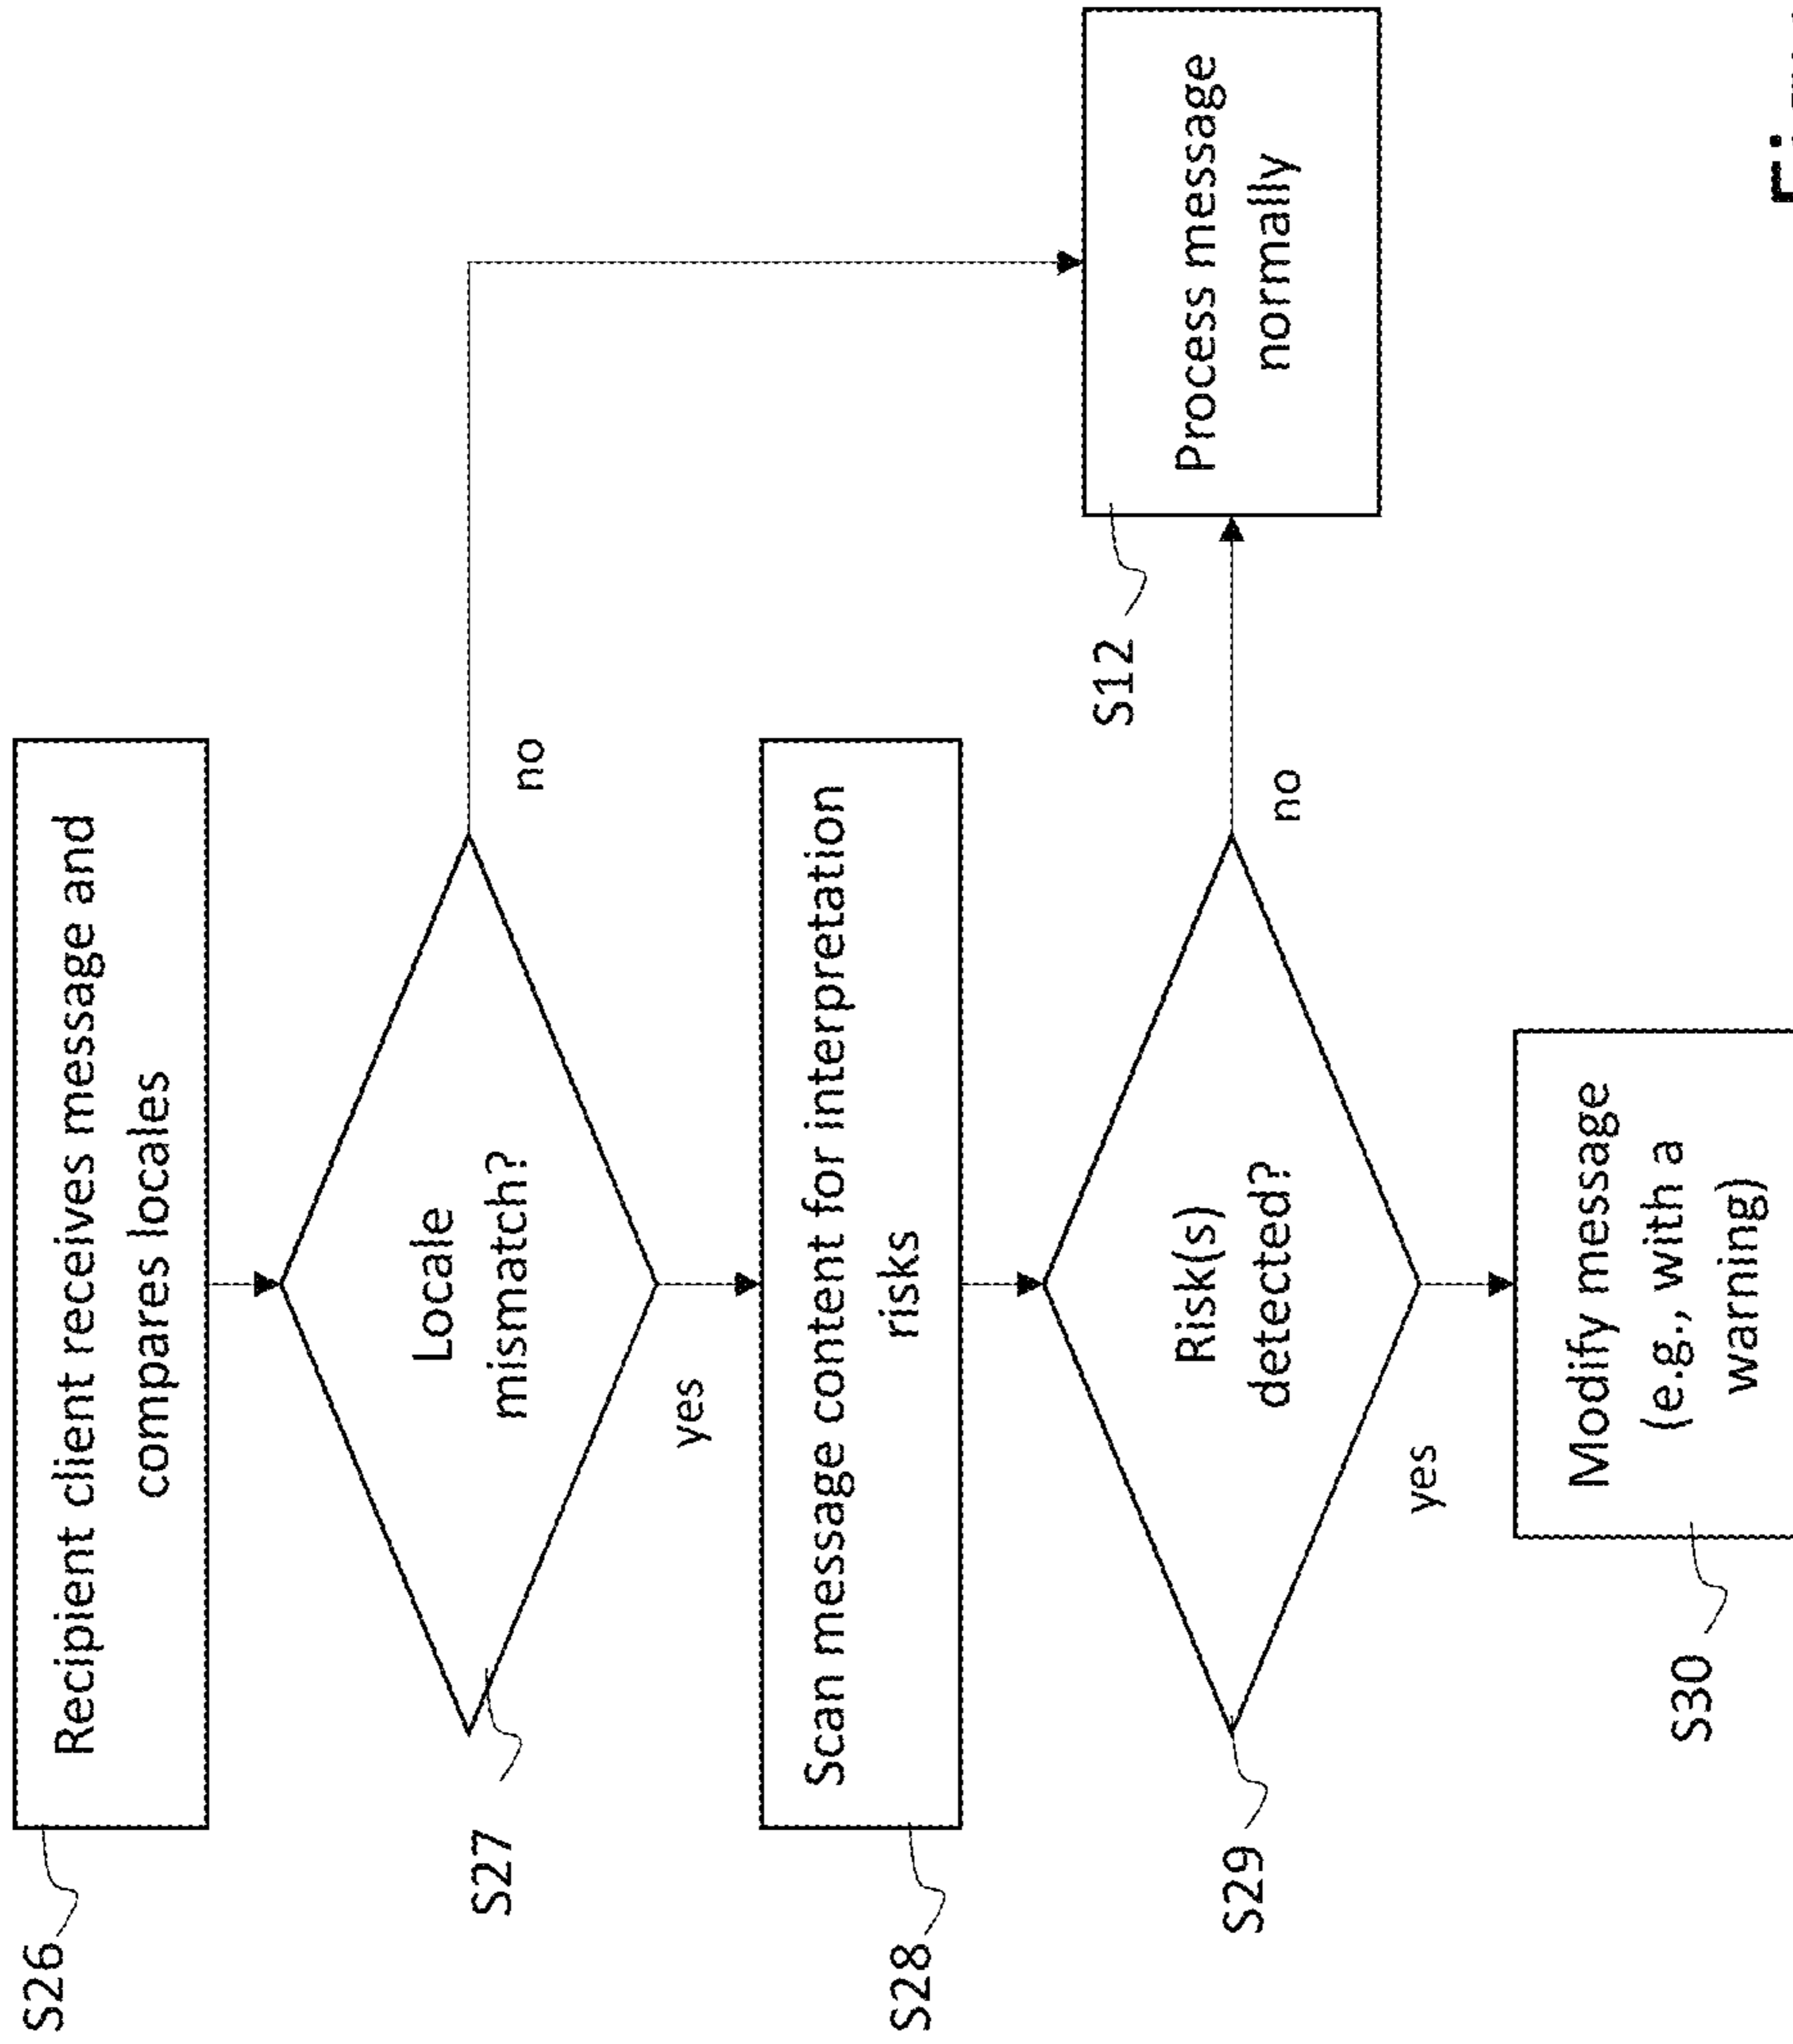 S26
Recipient client receives message and
compares locales
S27
Locale
mismatch?
no
yes
S28
Scan message content for interpretation
risks
S29
Risk(s)
detected?
no
yes
S12
Process message
normally
S30
Modify message
(e.g., with a
warning)